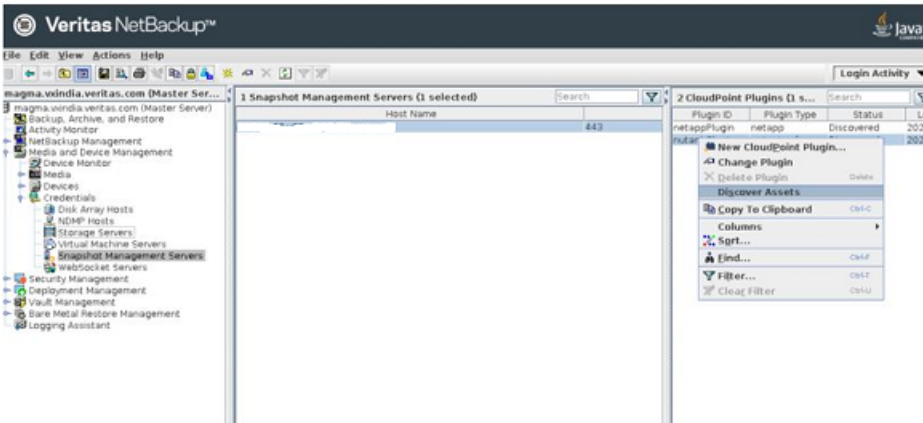 Veritas NetBackup™
Java
File Edit View Actions Help
Login Activity
magma.vxindia.veritas.com (Master Ser...
magma.vxindia.veritas.com (Master Server)
Backup, Archive, and Restore
Activity Monitor
NetBackup Management
Media and Device Management
Device Monitor
Media
Devices
Credentials
Disk Array Hosts
NDMP Hosts
Storage Servers
Virtual Machine Servers
Snapshot Management Servers
WebSocket Servers
Security Management
Deployment Management
Vault Management
Bare Metal Restore Management
Logging Assistant
1 Snapshot Management Servers (1 selected)
Search
Host Name
443
2 CloudPoint Plugins (1 s...
Search
Plugin ID Plugin Type Status
netappPlugin netapp Discovered 202
202
New CloudPoint Plugin...
Change Plugin
Delete Plugin Delete
Discover Assets
Copy To Clipboard Ctrl-C
Columns
Sort...
Find... Ctrl-F
Filter... Ctrl-T
Clear Filter Ctrl-U